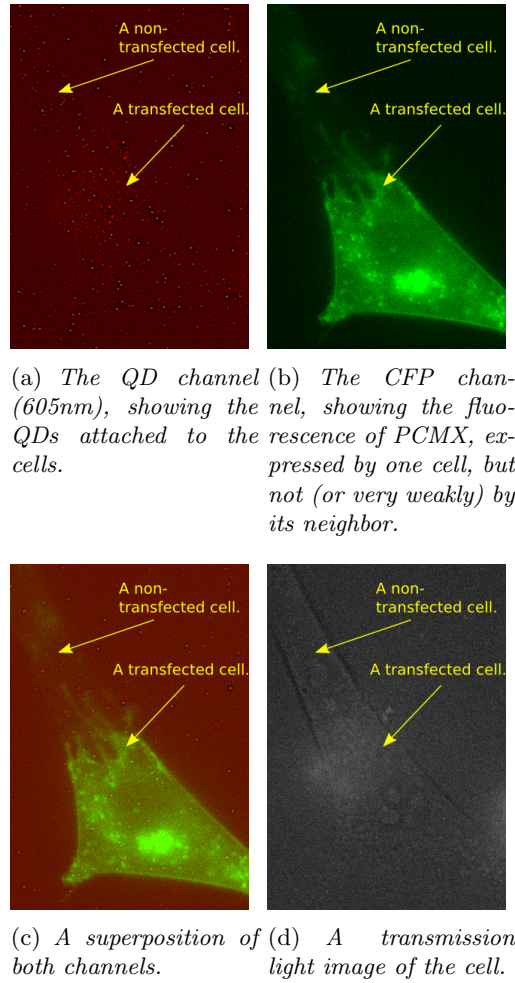 A non-
transfected cell.
A transfected cell.
A non-
transfected cell.
A transfected cell.
(a) The QD channel
(605nm), showing the
QDs attached to the
cells.
(b) The CFP chan-
nel, showing the fluo-
rescence of PCMX, ex-
pressed by one cell, but
not (or very weakly) by
its neighbor.
A non-
transfected cell.
A transfected cell.
A non-
transfected cell.
A transfected cell.
(c) A superposition of
both channels.
(d) A transmission
light image of the cell.